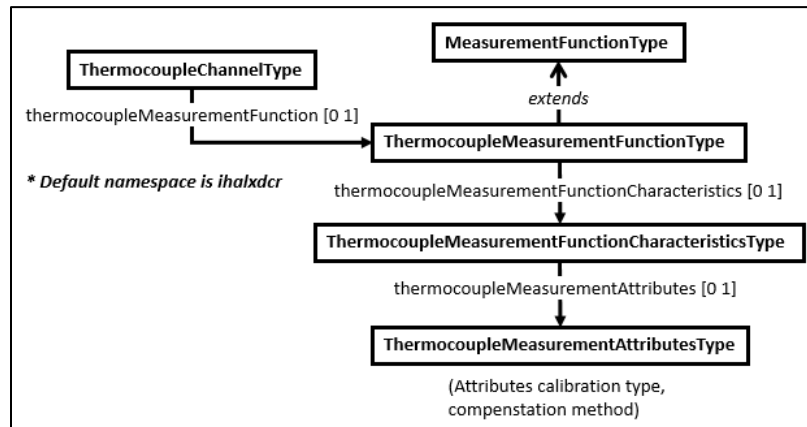 MeasurementFunctionType
ThermocoupleChannelType
extends
thermocoupleMeasurementFunction [0 1]
ThermocoupleMeasurementFunctionType
* Default namespace is ihalxdcr
thermocoupleMeasurementFunctionCharacteristics [0 1]
ThermocoupleMeasurementFunctionCharacteristicsType
thermocoupleMeasurementAttributes [0 1]
ThermocoupleMeasurementAttributesType
(Attributes calibration type,
compenstation method)